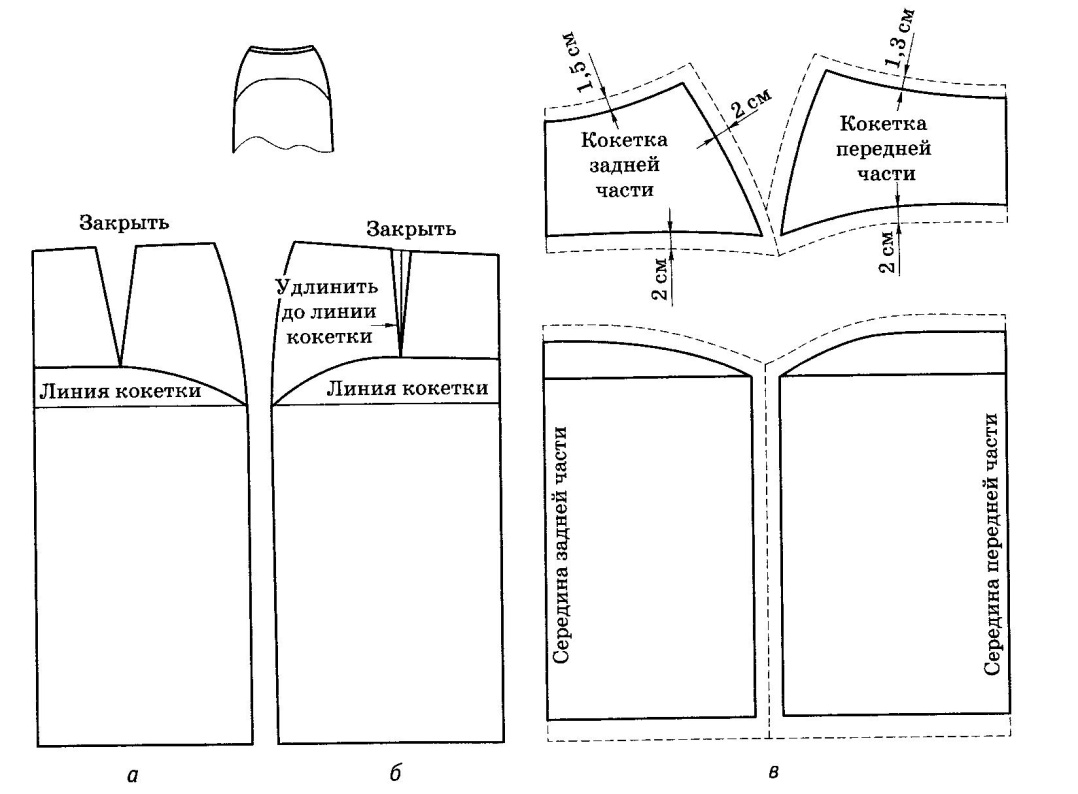 Закрыть
Линия кокетки
а
Закрыть
Удлинить
до линии
кокетки
Линия кокетки
б
1,5 см
2 см
Кокетка
задней
части
2 см
1,3 см
Кокетка
передней
части
2 см
Середина задней части
Середина передней части
в